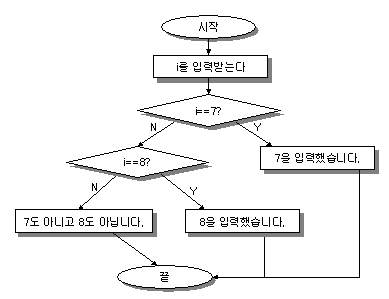 시작
i를 입력받는다
i==7?
N
Y
i==8?
7을 입력했습니다.
N
Y
7도 아니고 8도 아닙니다.
8을 입력했습니다.
끝